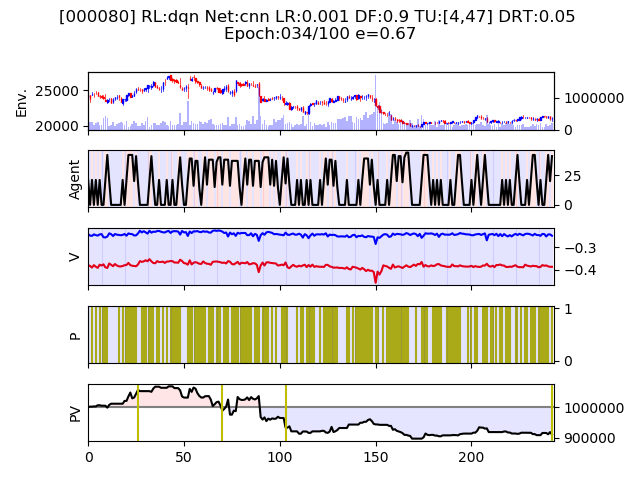 [000080] RL:dqn Net:cnn LR:0.001 DF:0.9 TU:[4,47] DRT:0.05
Epoch:034/100 e=0.67
Env.
25000
20000
1000000
0
Agent
25
0
V
−0.3
−0.4
P
1
0
PV
1000000
900000
0
50
100
150
200